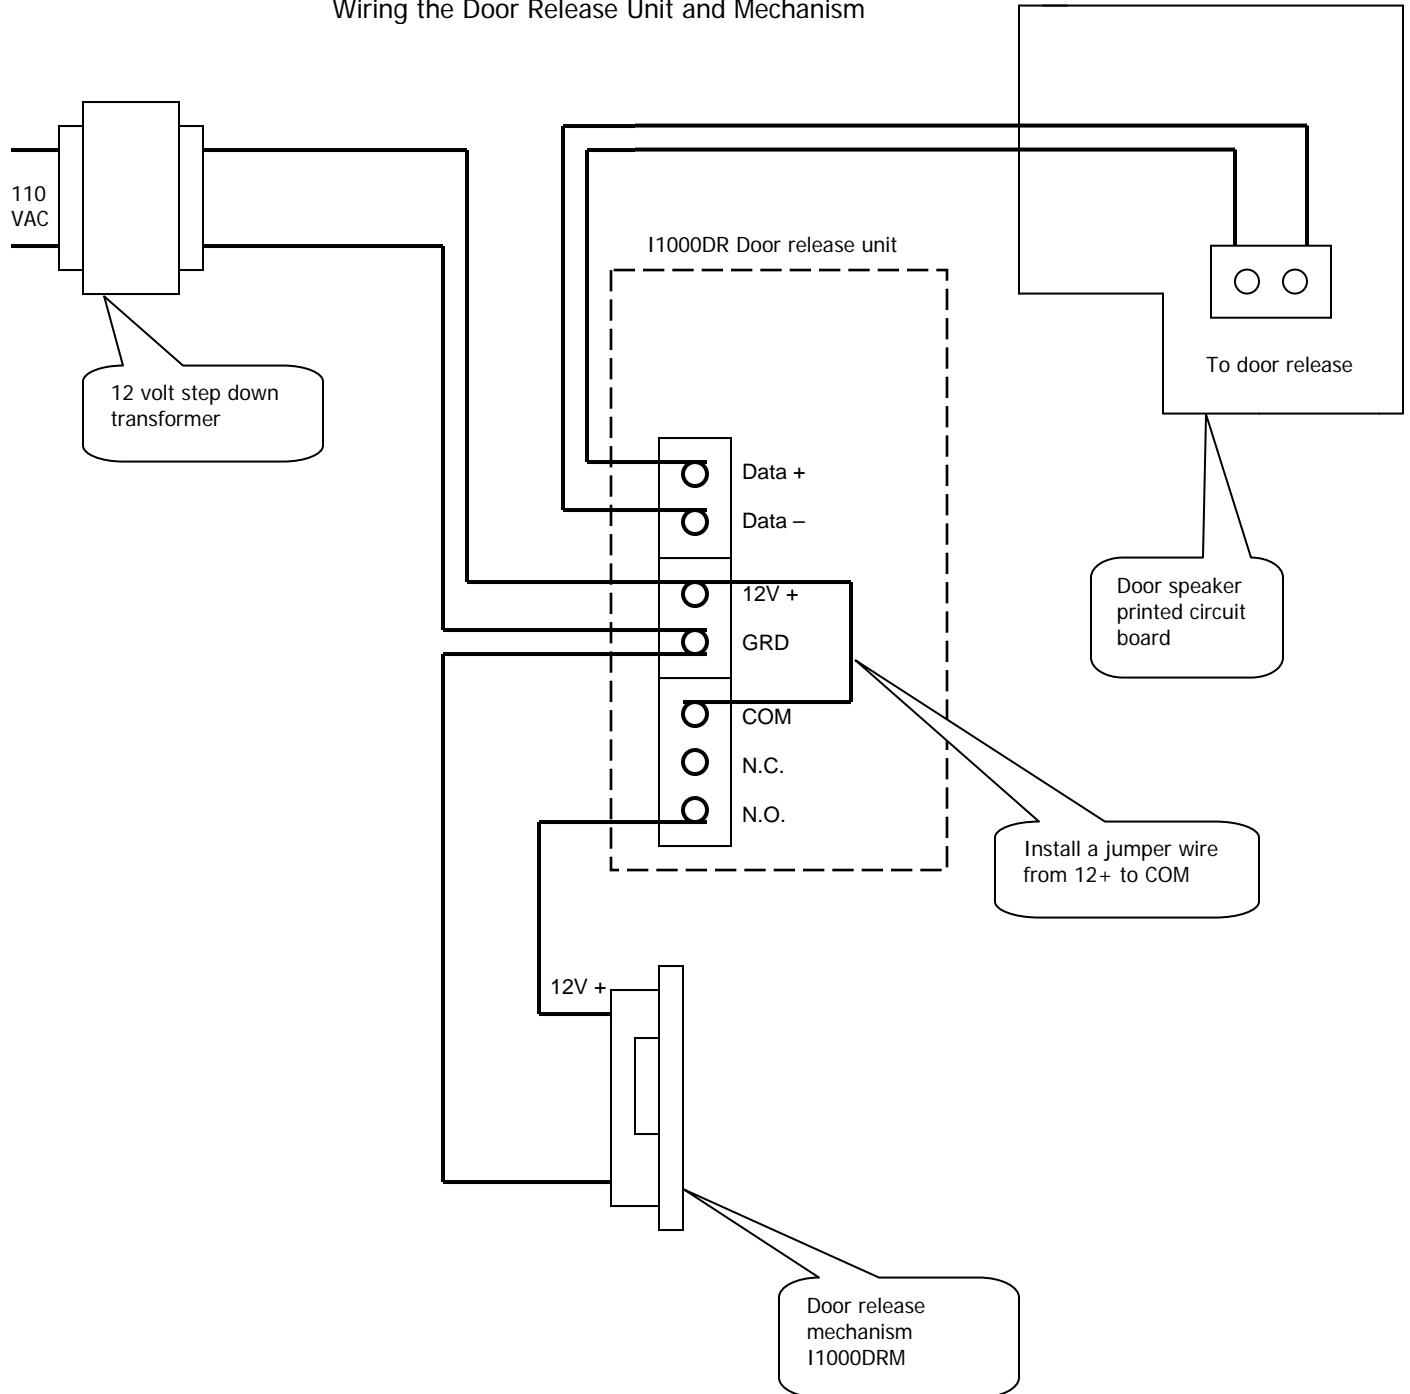 Wiring the Door Release Unit and Mechanism
110
VAC
I1000DR Door release unit
To door release
12 volt step down
transformer
Data +
Data –
12V +
GRD
COM
N.C.
N.O.
Door speaker
printed circuit
board
Install a jumper wire
from 12+ to COM
12V +
Door release
mechanism
I1000DRM